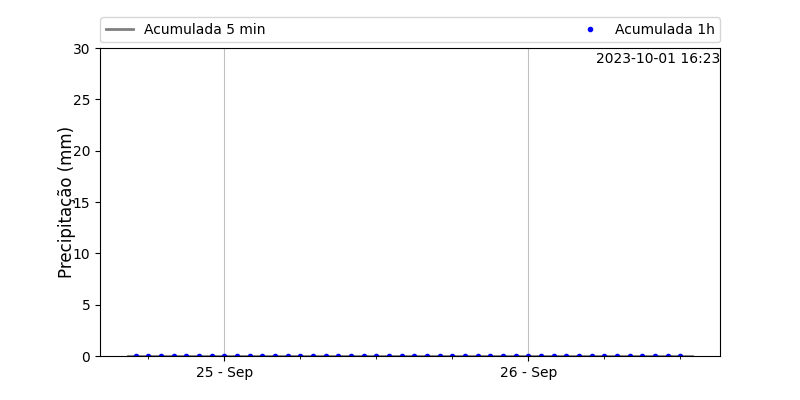 Acumulada 5 min
Acumulada 1h
2023-10-01 16:23
Precipitação (mm)
30
25
20
15
10
5
0
25 - Sep
26 - Sep